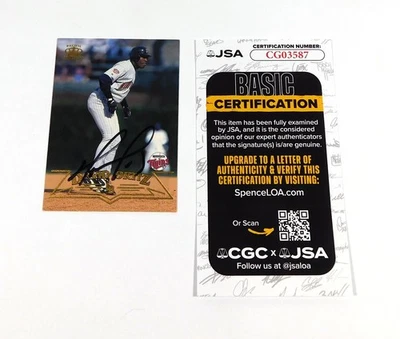 Twins
JSA
CERTIFICATION NUMBER:
CG03587
BASIC
CERTIFICATION
This item has been fully examined
by JSA, and it is the considered
opinion of our expert authenticators
that the signature(s) is/are genuine.
UPGRADE TO A LETTER OF
AUTHENTICITY & VERIFY THIS
CERTIFICATION BY VISITING:
SpenceLOA.com
Or Scan
CGC x JSA
Follow us at @jsaloa